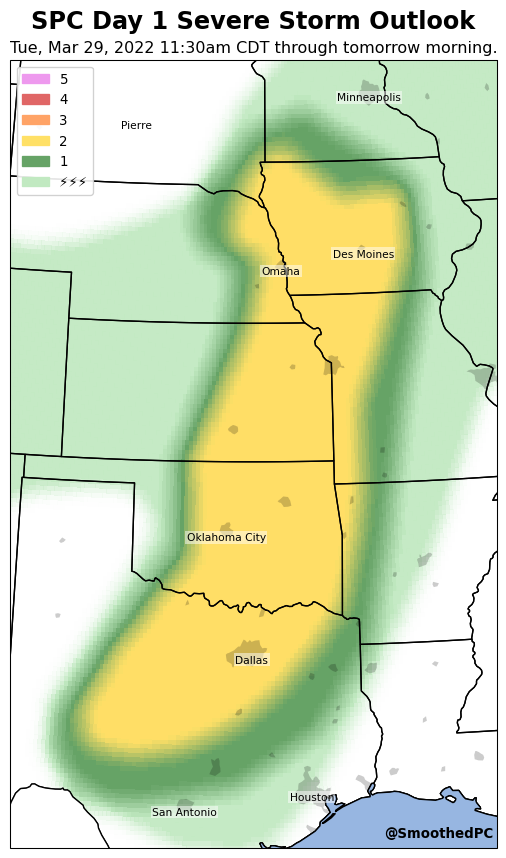 SPC Day 1 Severe Storm Outlook
Tue, Mar 29, 2022 11:30am CDT through tomorrow morning.
5
4
3
2
1
⚡⚡⚡
Minneapolis
Pierre
Des Moines
Omaha
Oklahoma City
Dallas
Houston
San Antonio
@SmoothedPC